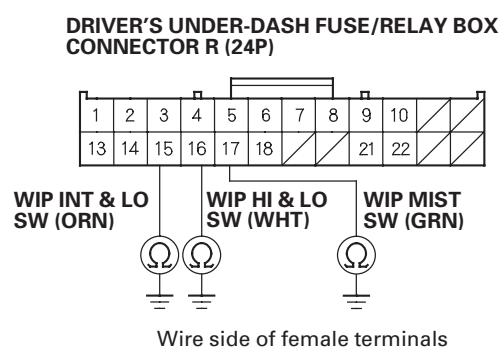 DRIVER'S UNDER-DASH FUSE/RELAY BOX
CONNECTOR R (24P)
1 2 3 4 5 6 7 8 9 10
13 14 15 16 17 18 21 22
WIP INT & LO
SW (ORN)
WIP HI & LO
SW (WHT)
WIP MIST
SW (GRN)
Ω Ω Ω
Wire side of female terminals